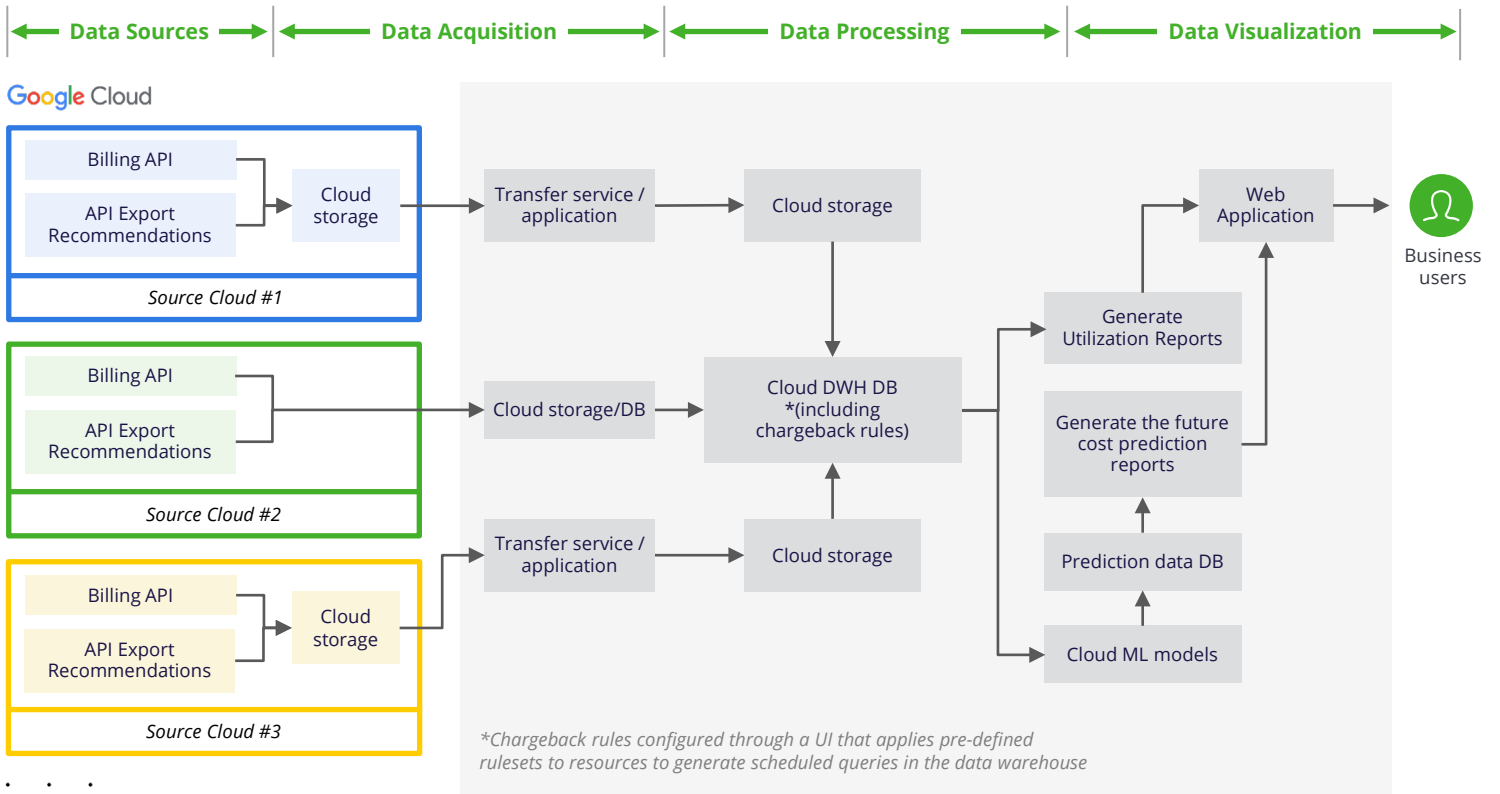 Data Sources
Data Acquisition
Data Processing
Data Visualization
Google Cloud
Billing API
API Export
Recommendations
Cloud
storage
Source Cloud #1
Billing API
API Export
Recommendations
Source Cloud #2
Billing API
API Export
Recommendations
Cloud
storage
Source Cloud #3
. . .
Transfer service /
application
Cloud storage
Cloud storage/DB
Cloud DWH DB
*(including
chargeback rules)
Transfer service /
application
Cloud storage
Web
Application
Business
users
Generate
Utilization Reports
Generate the future
cost prediction
reports
Prediction data DB
Cloud ML models
*Chargeback rules configured through a UI that applies pre-defined
rulesets to resources to generate scheduled queries in the data warehouse